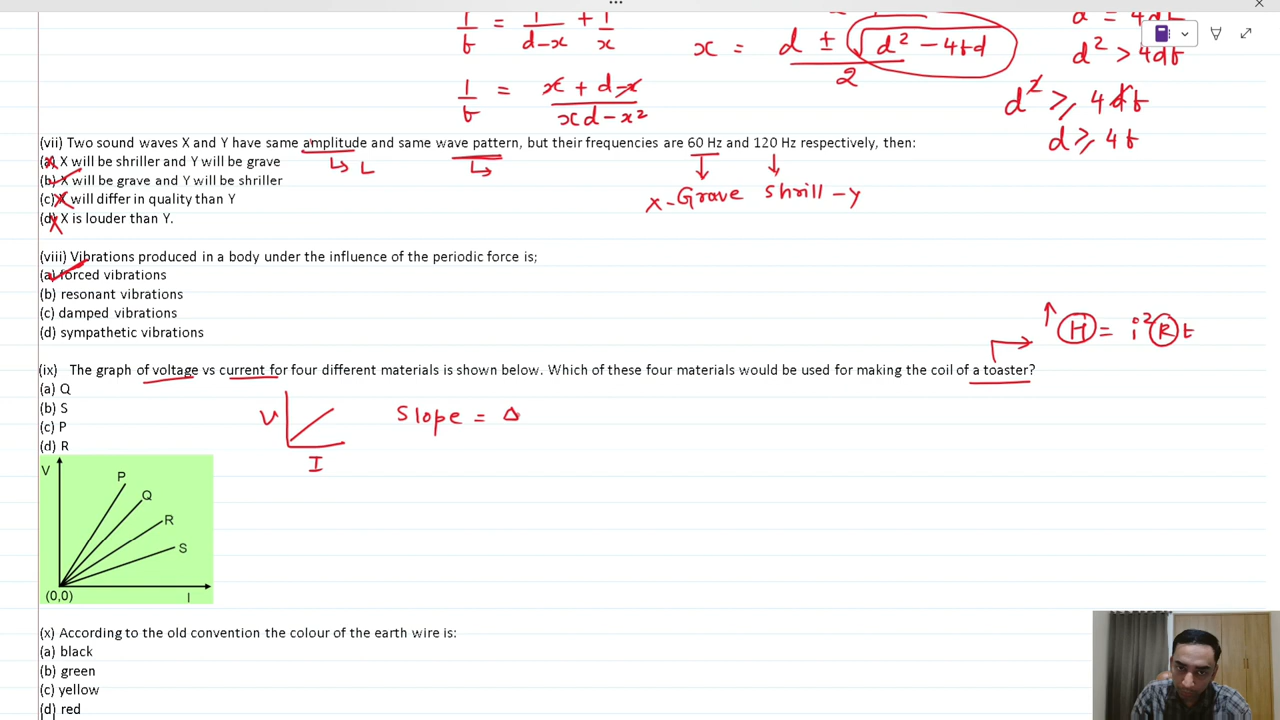 1/f = 1/d-x + 1/x
x = d ± √d² - 4fd / 2
d² > 4df
1/f = x + d - x / xd - x²
d² ≥ 4df
d ≥ 4f
(vii) Two sound waves X and Y have same amplitude and same wave pattern, but their frequencies are 60 Hz and 120 Hz respectively, then:
(a) X will be shriller and Y will be grave
↳ L ↳
(b) X will be grave and Y will be shriller
(c) X will differ in quality than Y
x-Grave Shrill-y
(d) X is louder than Y.
(viii) Vibrations produced in a body under the influence of the periodic force is;
(a) forced vibrations
(b) resonant vibrations
(c) damped vibrations
(d) sympathetic vibrations
↑ H = i²Rt
(ix) The graph of voltage vs current for four different materials is shown below. Which of these four materials would be used for making the coil of a toaster?
(a) Q
(b) S
(c) P
(d) R
V
I
Slope = Δ
V
P
Q
R
S
(0,0)
I
(x) According to the old convention the colour of the earth wire is:
(a) black
(b) green
(c) yellow
(d) red